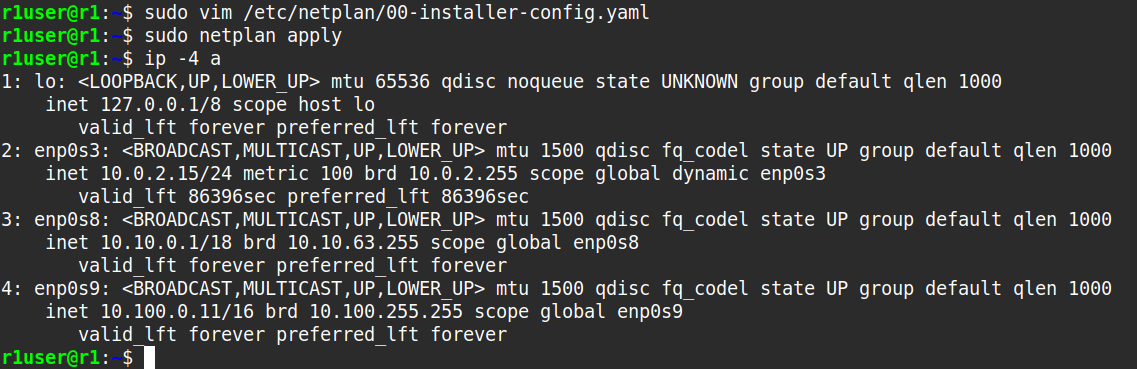 r1user@r1:~$ sudo vim /etc/netplan/00-installer-config.yaml
r1user@r1:~$ sudo netplan apply
r1user@r1:~$ ip -4 a
1: lo: <LOOPBACK,UP,LOWER_UP> mtu 65536 qdisc noqueue state UNKNOWN group default qlen 1000
    inet 127.0.0.1/8 scope host lo
       valid_lft forever preferred_lft forever
2: enp0s3: <BROADCAST,MULTICAST,UP,LOWER_UP> mtu 1500 qdisc fq_codel state UP group default qlen 1000
    inet 10.0.2.15/24 metric 100 brd 10.0.2.255 scope global dynamic enp0s3
       valid_lft 86396sec preferred_lft 86396sec
3: enp0s8: <BROADCAST,MULTICAST,UP,LOWER_UP> mtu 1500 qdisc fq_codel state UP group default qlen 1000
    inet 10.10.0.1/18 brd 10.10.63.255 scope global enp0s8
       valid_lft forever preferred_lft forever
4: enp0s9: <BROADCAST,MULTICAST,UP,LOWER_UP> mtu 1500 qdisc fq_codel state UP group default qlen 1000
    inet 10.100.0.11/16 brd 10.100.255.255 scope global enp0s9
       valid_lft forever preferred_lft forever
r1user@r1:~$